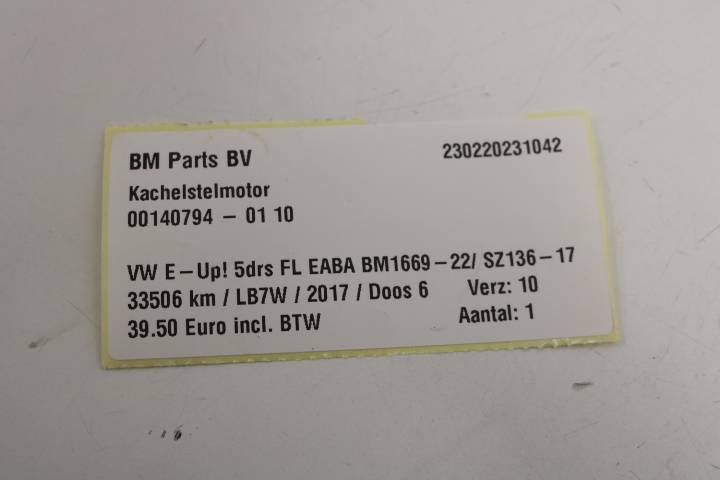 BM Parts BV 230220231042
Kachelstelmotor
00140794 - 01 10
VW E-Up! 5drs FL EABA BM1669-22/ SZ136-17
33506 km / LB7W / 2017 / Doos 6 Verz: 10
39.50 Euro incl. BTW Aantal: 1